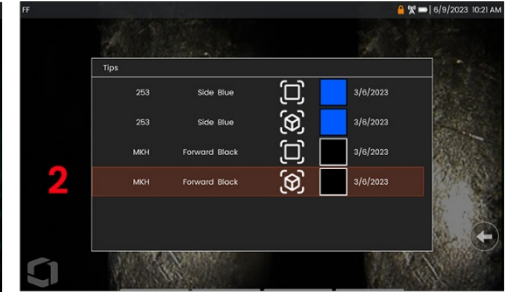 FF 6/9/2023 10:21 AM
Tips
253 Side Blue 3/6/2023
253 Side Blue 3/6/2023
MKH Forward Black 3/6/2023
2 MKH Forward Black 3/6/2023